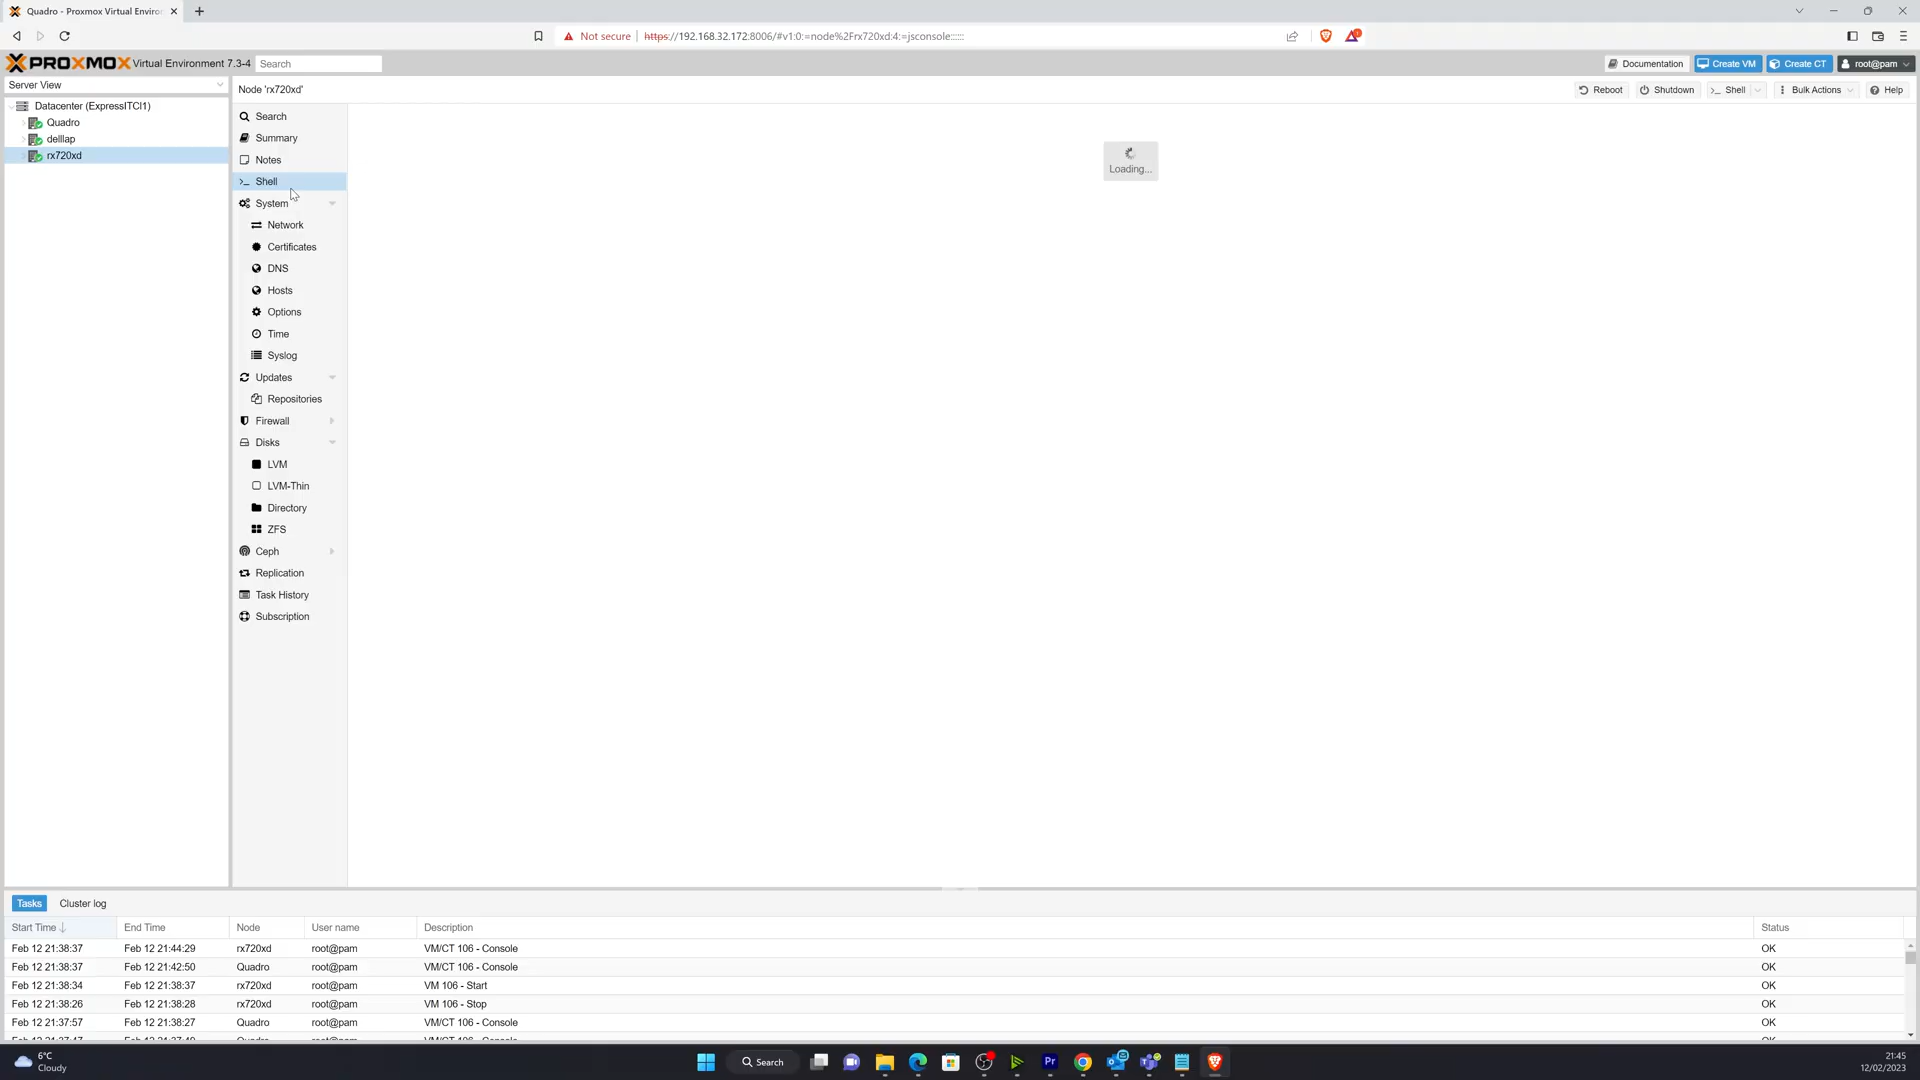 Quadro - Proxmox Virtual Enviro
Not secure
https://192.168.32.172:8006/#v1:0:=node%2Frx720xd:4:=jsconsole::::::
PROXMOX Virtual Environment 7.3-4
Search
Documentation
Create VM
Create CT
root@pam
Server View
Node 'rx720xd'
Reboot
Shutdown
Shell
Bulk Actions
Help
Datacenter (ExpressITCl1)
Quadro
delllap
rx720xd
Search
Summary
Notes
Shell
System
Network
Certificates
DNS
Hosts
Options
Time
Syslog
Updates
Repositories
Firewall
Disks
LVM
LVM-Thin
Directory
ZFS
Ceph
Replication
Task History
Subscription
Loading...
Tasks
Cluster log
Start Time End Time Node User name Description Status
Feb 12 21:38:37 Feb 12 21:44:29 rx720xd root@pam VM/CT 106 - Console OK
Feb 12 21:38:37 Feb 12 21:42:50 Quadro root@pam VM/CT 106 - Console OK
Feb 12 21:38:34 Feb 12 21:38:37 rx720xd root@pam VM 106 - Start OK
Feb 12 21:38:26 Feb 12 21:38:28 rx720xd root@pam VM 106 - Stop OK
Feb 12 21:37:57 Feb 12 21:38:27 Quadro root@pam VM/CT 106 - Console OK
6°C
Cloudy
Search
Pr
21:45
12/02/2023